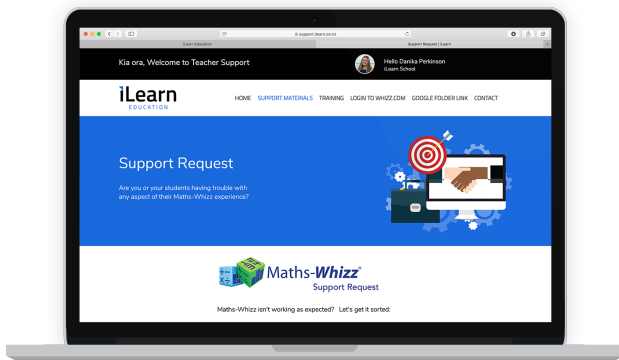 support.ilearn.co.nz
iLearn Education
Support Request | iLearn
Kia ora, Welcome to Teacher Support
Hello Danika Perkinson
iLearn School
iLearn
EDUCATION
HOME SUPPORT MATERIALS TRAINING LOGIN TO WHIZZ.COM GOOGLE FOLDER LINK CONTACT
Support Request
Are you or your students having trouble with
any aspect of their Maths-Whizz experience?
Maths-Whizz®
Support Request
Maths-Whizz isn't working as expected? Let's get it sorted: